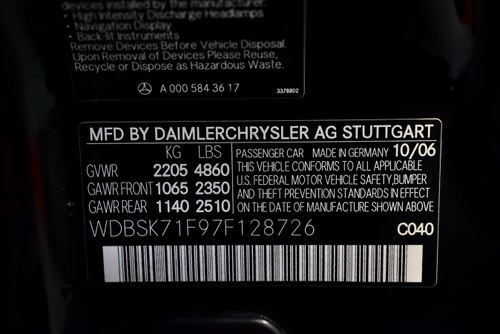 devices installed by the manufacturer:
• High Intensity Discharge Headlamps
• Navigation Display
• Back-lit Instruments
Remove Devices Before Vehicle Disposal.
Upon Removal of Devices Please Reuse,
Recycle or Dispose as Hazardous Waste.
A 000 584 36 17
3378802
MFD BY DAIMLERCHRYSLER AG STUTTGART
KG LBS
GVWR 2205 4860
GAWR FRONT 1065 2350
GAWR REAR 1140 2510
PASSENGER CAR MADE IN GERMANY 10/06
THIS VEHICLE CONFORMS TO ALL APPLICABLE
U.S. FEDERAL MOTOR VEHICLE SAFETY, BUMPER
AND THEFT PREVENTION STANDARDS IN EFFECT
ON THE DATE OF MANUFACTURE SHOWN ABOVE.
WDBSK71F97F128726
C040